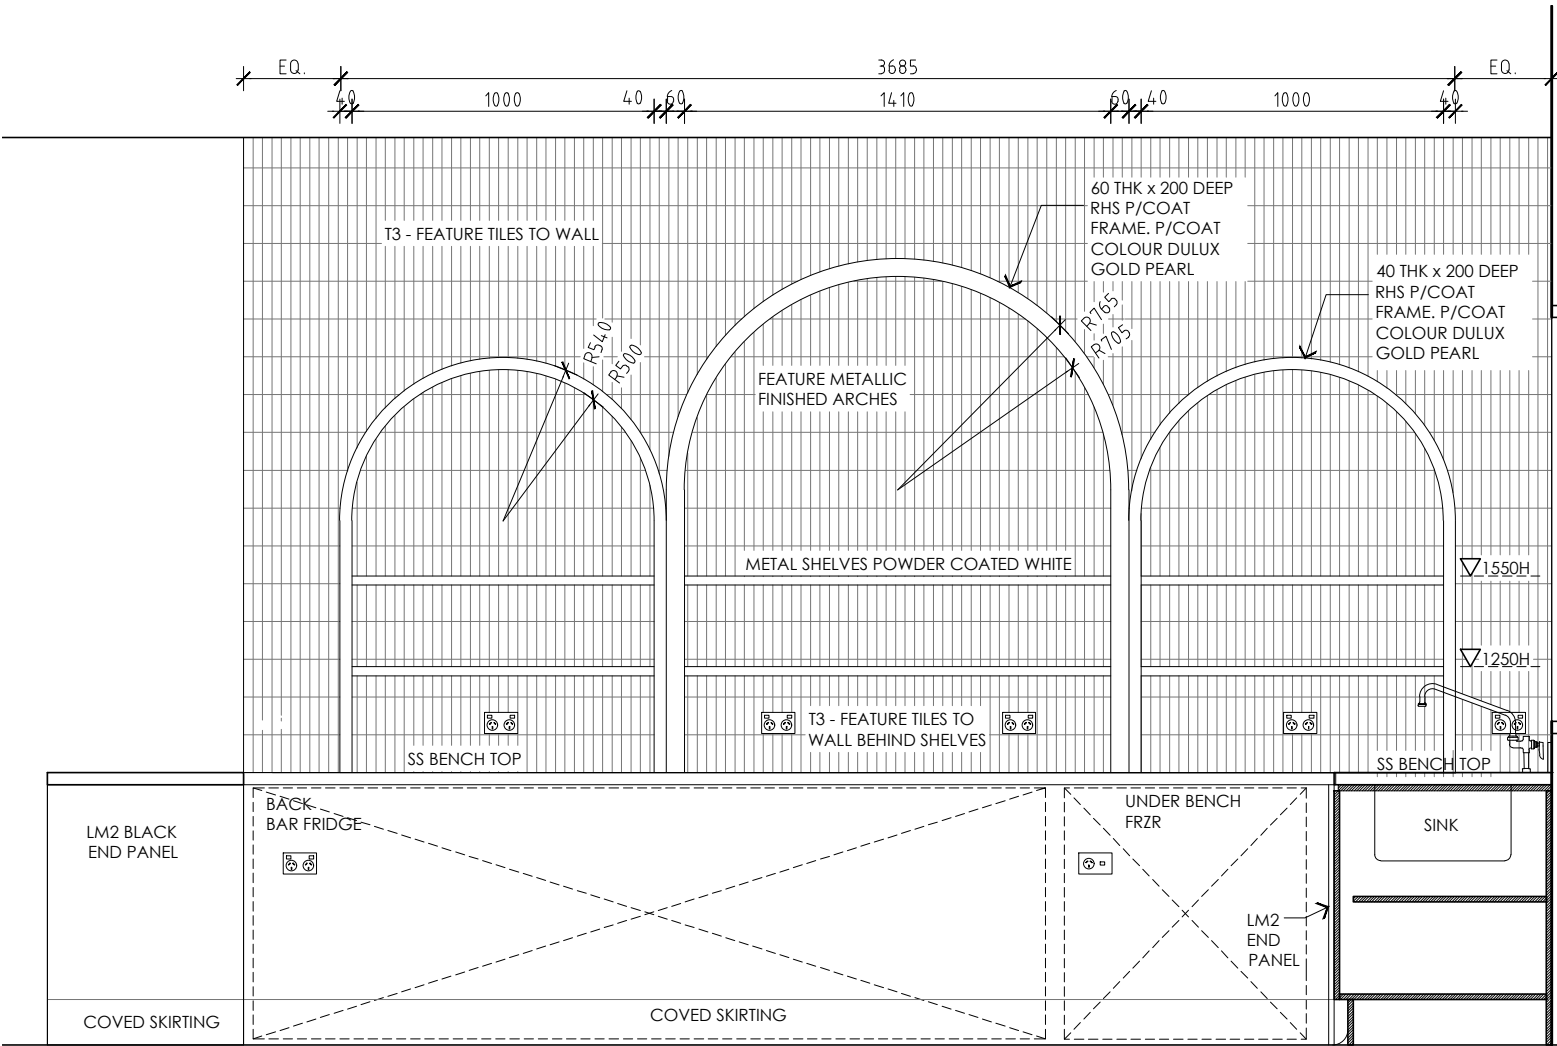 EQ.
3685
EQ.
40
1000
40
60
1410
60
40
1000
40
60 THK x 200 DEEP
RHS P/COAT
FRAME. P/COAT
COLOUR DULUX
GOLD PEARL
T3 - FEATURE TILES TO WALL
40 THK x 200 DEEP
RHS P/COAT
FRAME. P/COAT
COLOUR DULUX
GOLD PEARL
R540
R500
R765
R705
FEATURE METALLIC
FINISHED ARCHES
METAL SHELVES POWDER COATED WHITE
1550H
1250H
T3 - FEATURE TILES TO
WALL BEHIND SHELVES
SS BENCH TOP
SS BENCH TOP
BACK
BAR FRIDGE
UNDER BENCH
FRZR
LM2 BLACK
END PANEL
SINK
LM2
END
PANEL
COVED SKIRTING
COVED SKIRTING